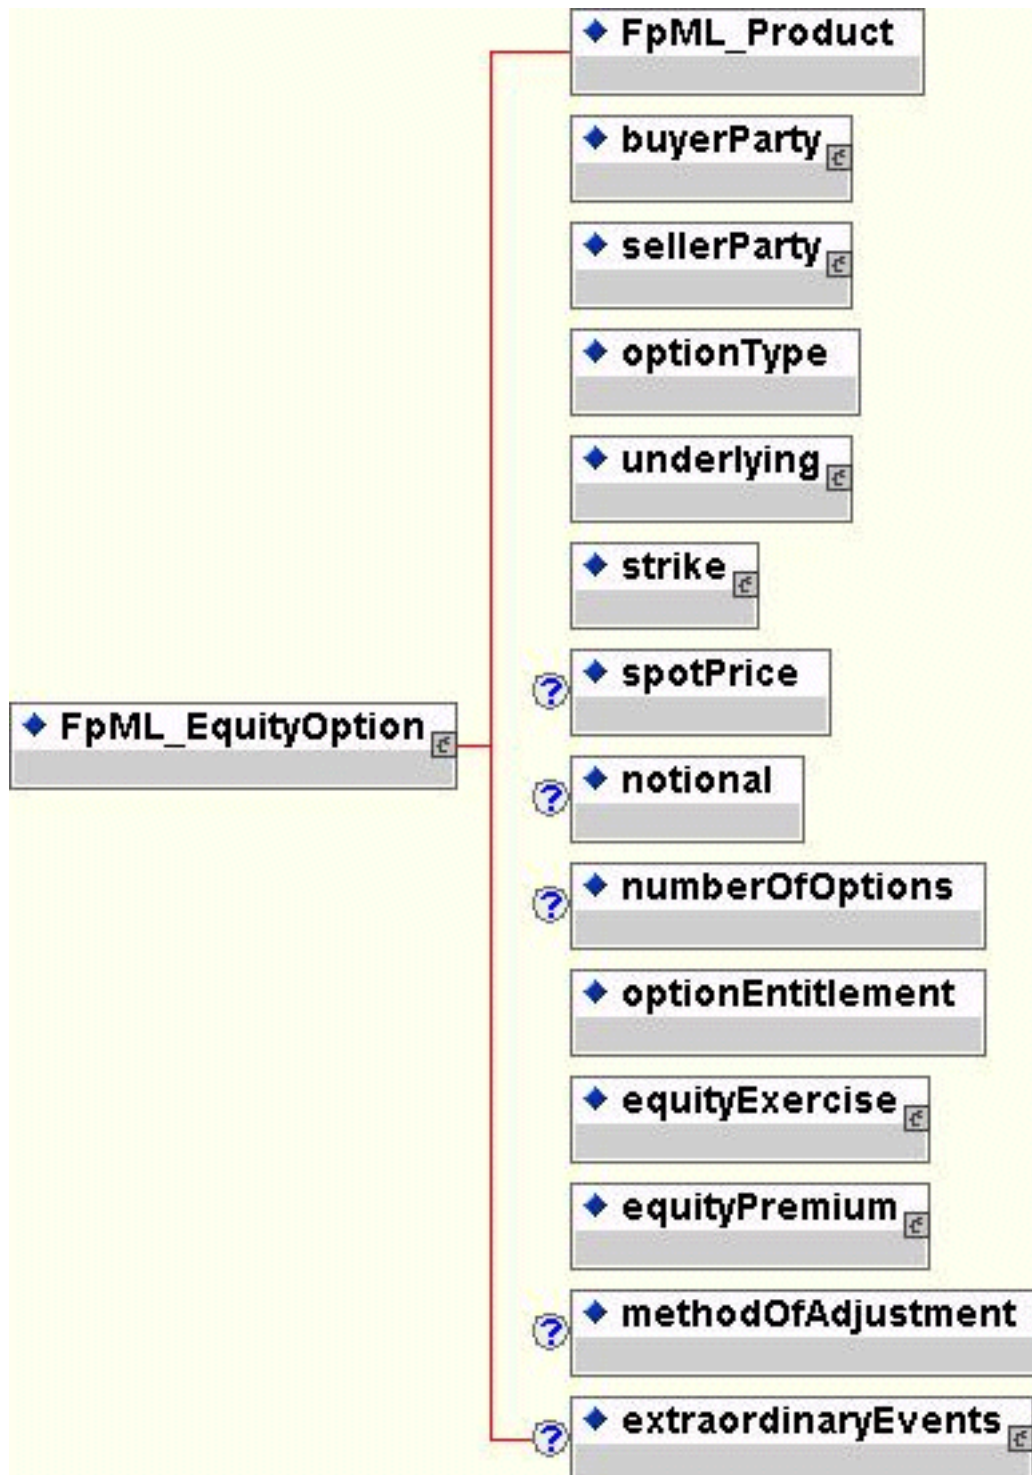 FpML_Product
buyerParty
sellerParty
optionType
underlying
strike
? spotPrice
FpML_EquityOption
? notional
? numberOfOptions
optionEntitlement
equityExercise
equityPremium
? methodOfAdjustment
? extraordinaryEvents